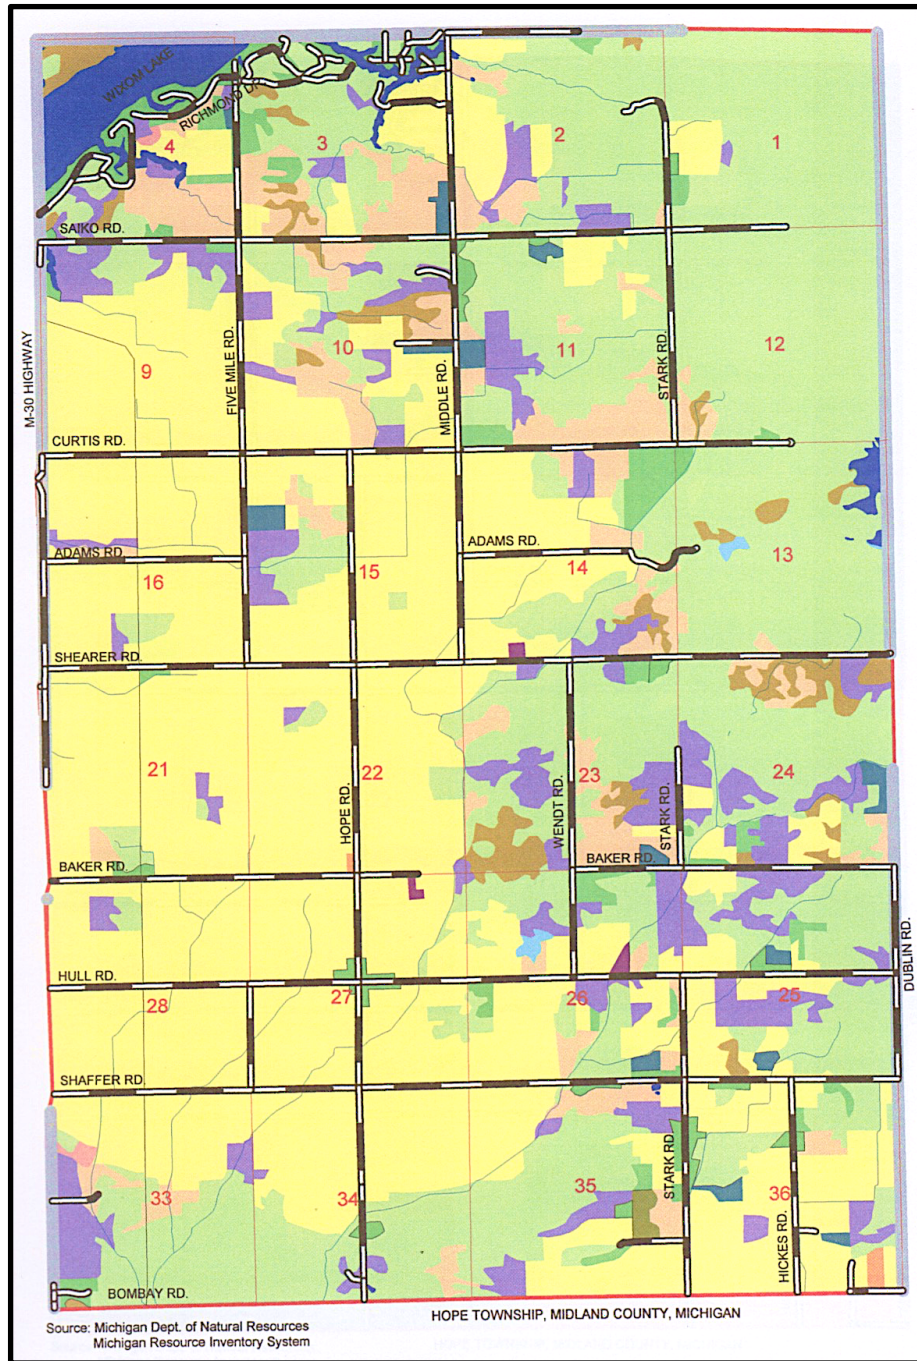 WIXOM LAKE
RICHMOND DR.
4
3
2
1
SAIKO RD.
M-30 HIGHWAY
9
FIVE MILE RD.
10
MIDDLE RD.
11
STARK RD.
12
CURTIS RD.
ADAMS RD.
16
15
ADAMS RD.
14
13
SHEARER RD.
21
HOPE RD.
22
WENDT RD.
23
STARK RD.
24
BAKER RD.
BAKER RD.
DUBLIN RD.
HULL RD.
28
27
26
25
SHAFFER RD.
33
34
35
STARK RD.
36
HICKES RD.
BOMBAY RD.
HOPE TOWNSHIP, MIDLAND COUNTY, MICHIGAN
Source: Michigan Dept. of Natural Resources
Michigan Resource Inventory System